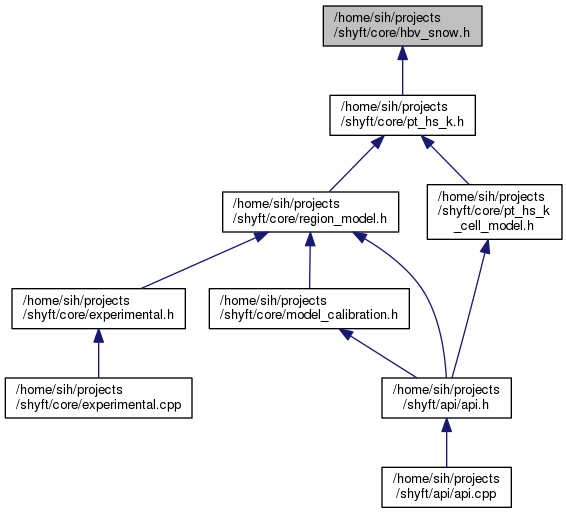 /home/sih/projects
/shyft/core/hbv_snow.h
/home/sih/projects
/shyft/core/pt_hs_k.h
/home/sih/projects
/shyft/core/region_model.h
/home/sih/projects
/shyft/core/pt_hs_k
_cell_model.h
/home/sih/projects
/shyft/core/experimental.h
/home/sih/projects
/shyft/core/model_calibration.h
/home/sih/projects
/shyft/core/experimental.cpp
/home/sih/projects
/shyft/api/api.h
/home/sih/projects
/shyft/api/api.cpp